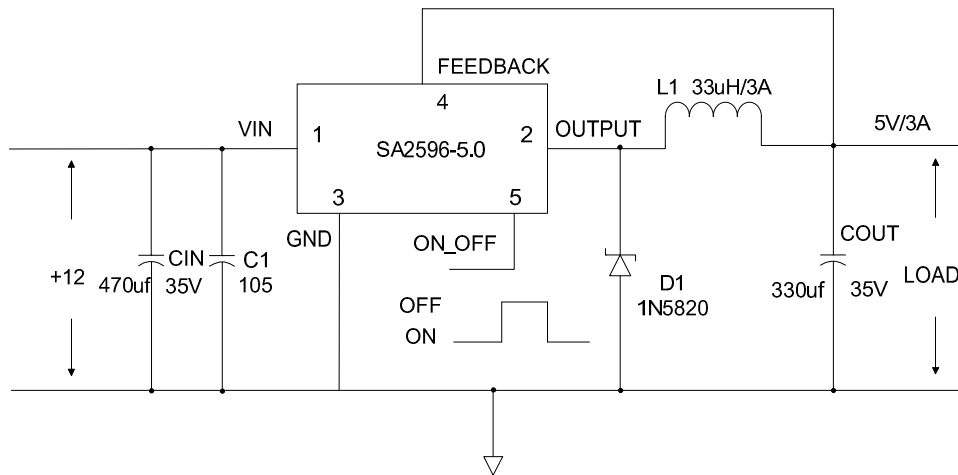 FEEDBACK
4
L1 33uH/3A
VIN
1
2
OUTPUT
5V/3A
SA2596-5.0
3
5
GND
ON_OFF
COUT
CIN
C1
+12
470uf
35V
105
D1
330uf
35V
LOAD
1N5820
OFF
ON